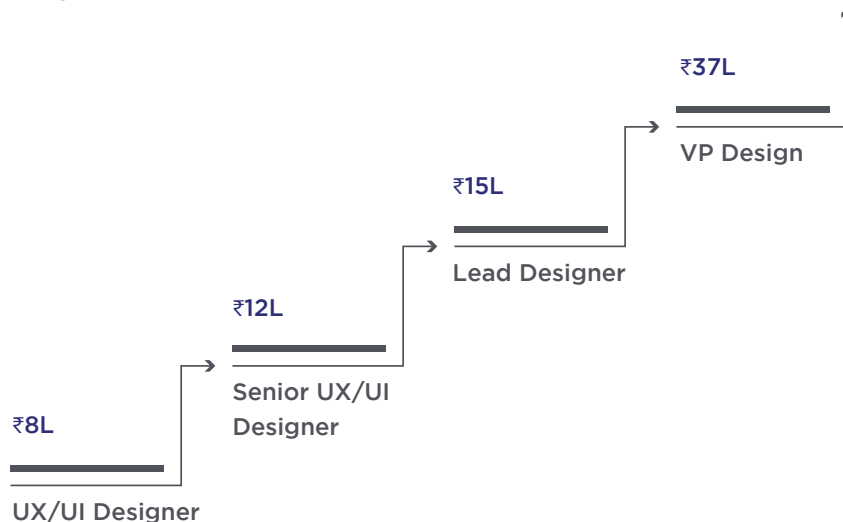 ₹37L
VP Design
₹15L
Lead Designer
₹12L
Senior UX/UI
Designer
₹8L
UX/UI Designer